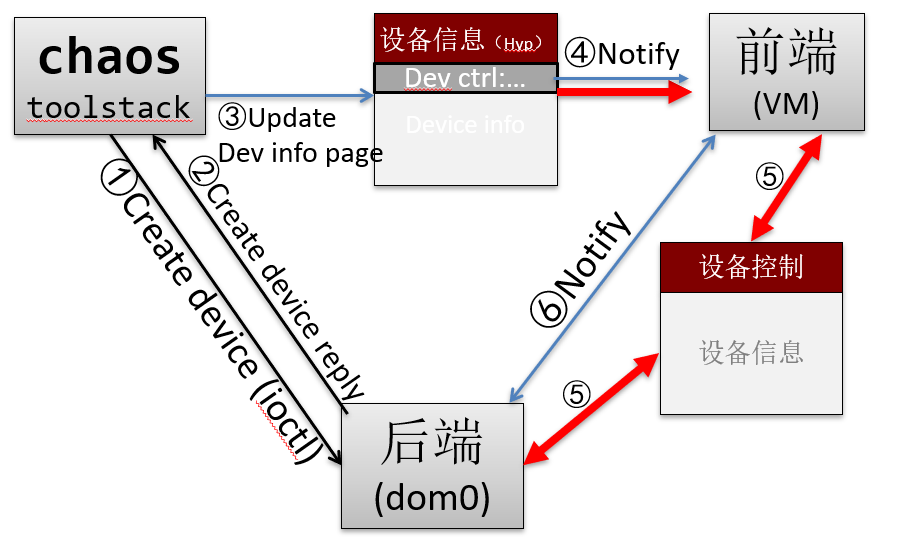 chaos
toolstack
设备信息（Hyp）
Dev ctrl:...
Device info
④Notify
前端
(VM)
③Update
Dev info page
①Create device (ioctl)
②Create device reply
⑤
设备控制
设备信息
⑥Notify
⑤
后端
(dom0)